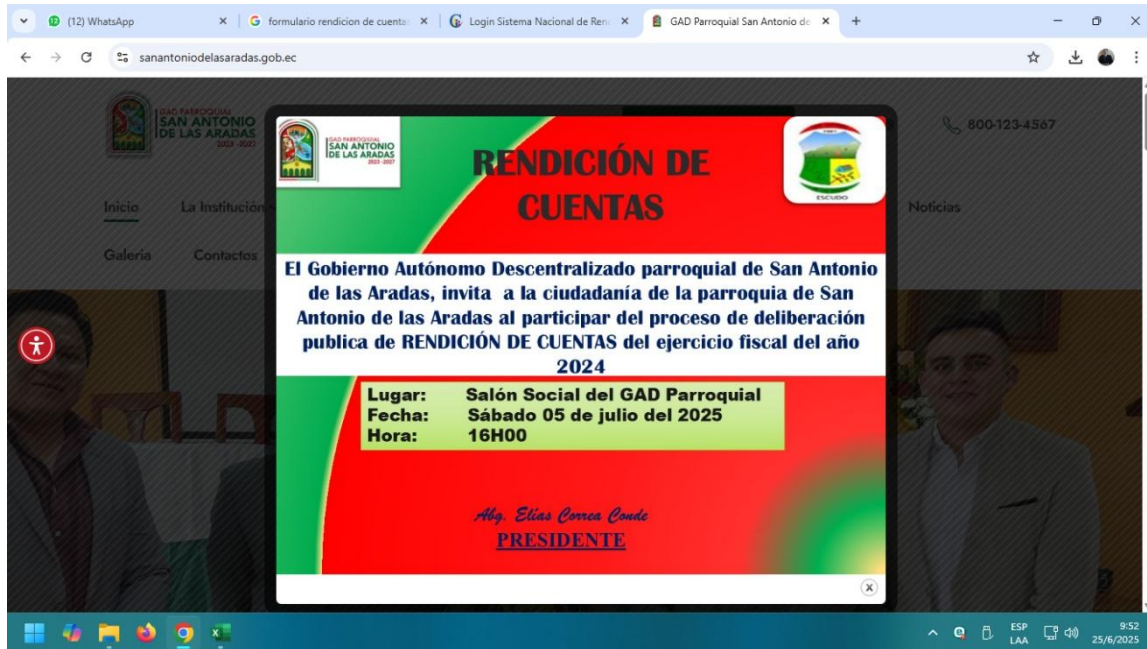 (12) WhatsApp
formulario rendicion de cuentas
Login Sistema Nacional de Ren
GAD Parroquial San Antonio de
sanantoniodelasaradas.gob.ec
GAD PARROQUIAL
SAN ANTONIO
DE LAS ARADAS
2023 -2027
800-123-4567
Inicio
La Institución
Noticias
Galeria
Contactos
GAD PARROQUIAL
SAN ANTONIO
DE LAS ARADAS
2023 -2027
RENDICIÓN DE
CUENTAS
ESCUDO
El Gobierno Autónomo Descentralizado parroquial de San Antonio
de las Aradas, invita a la ciudadanía de la parroquia de San
Antonio de las Aradas al participar del proceso de deliberación
publica de RENDICIÓN DE CUENTAS del ejercicio fiscal del año
2024
Lugar: Salón Social del GAD Parroquial
Fecha: Sábado 05 de julio del 2025
Hora: 16H00
Abg. Elías Correa Conde
PRESIDENTE
ESP
LAA
9:52
25/6/2025